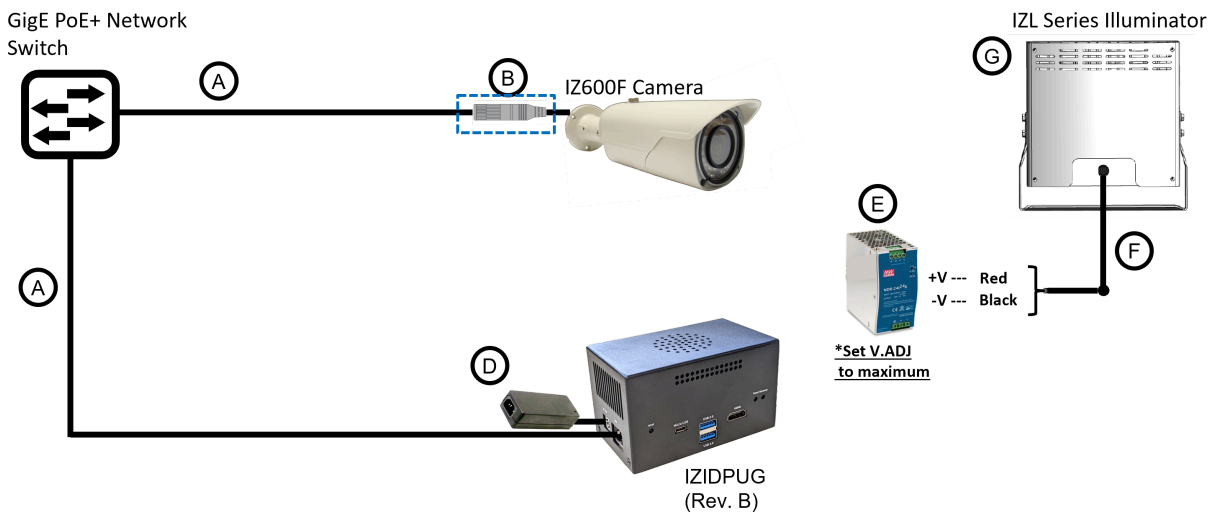 GigE PoE+ Network
Switch
IZL Series Illuminator
A
B
G
IZ600F Camera
E
F
A
+V --- Red
-V --- Black
*Set V.ADJ
to maximum
D
IZIDPUG
(Rev. B)